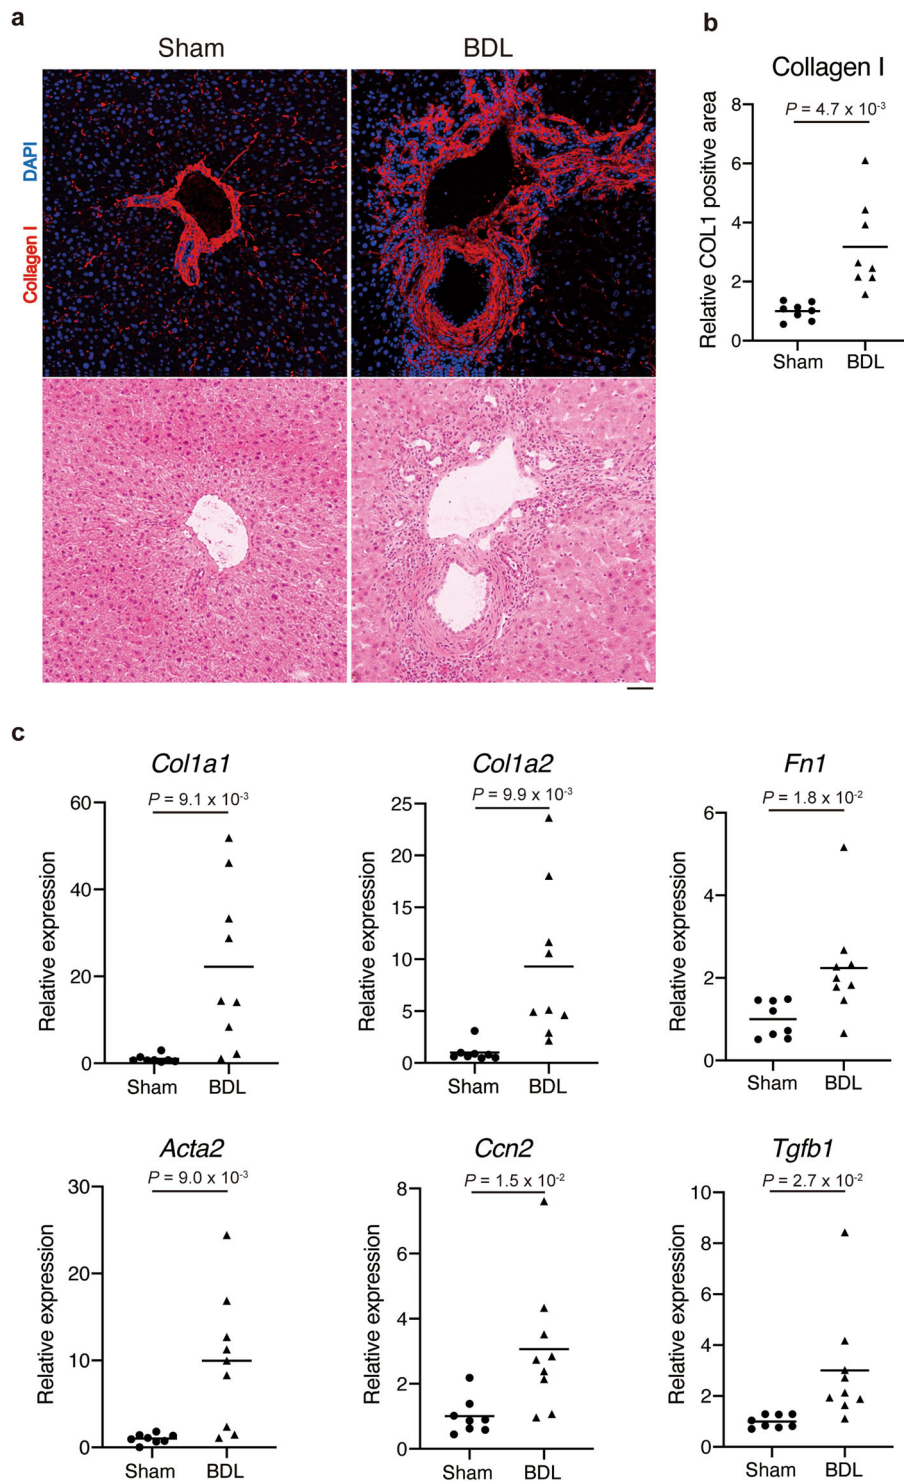 a
Sham
BDL
Collagen I DAPI
b
Collagen I
P = 4.7 x 10⁻³
Relative COL1 positive area
8
6
4
2
0
Sham
BDL
c
Col1a1
P = 9.1 x 10⁻³
Relative expression
60
40
20
0
Sham
BDL
Col1a2
P = 9.9 x 10⁻³
Relative expression
25
20
15
10
5
0
Sham
BDL
Fn1
P = 1.8 x 10⁻²
Relative expression
6
4
2
0
Sham
BDL
Acta2
P = 9.0 x 10⁻³
Relative expression
30
20
10
0
Sham
BDL
Ccn2
P = 1.5 x 10⁻²
Relative expression
8
6
4
2
0
Sham
BDL
Tgfb1
P = 2.7 x 10⁻²
Relative expression
10
8
6
4
2
0
Sham
BDL